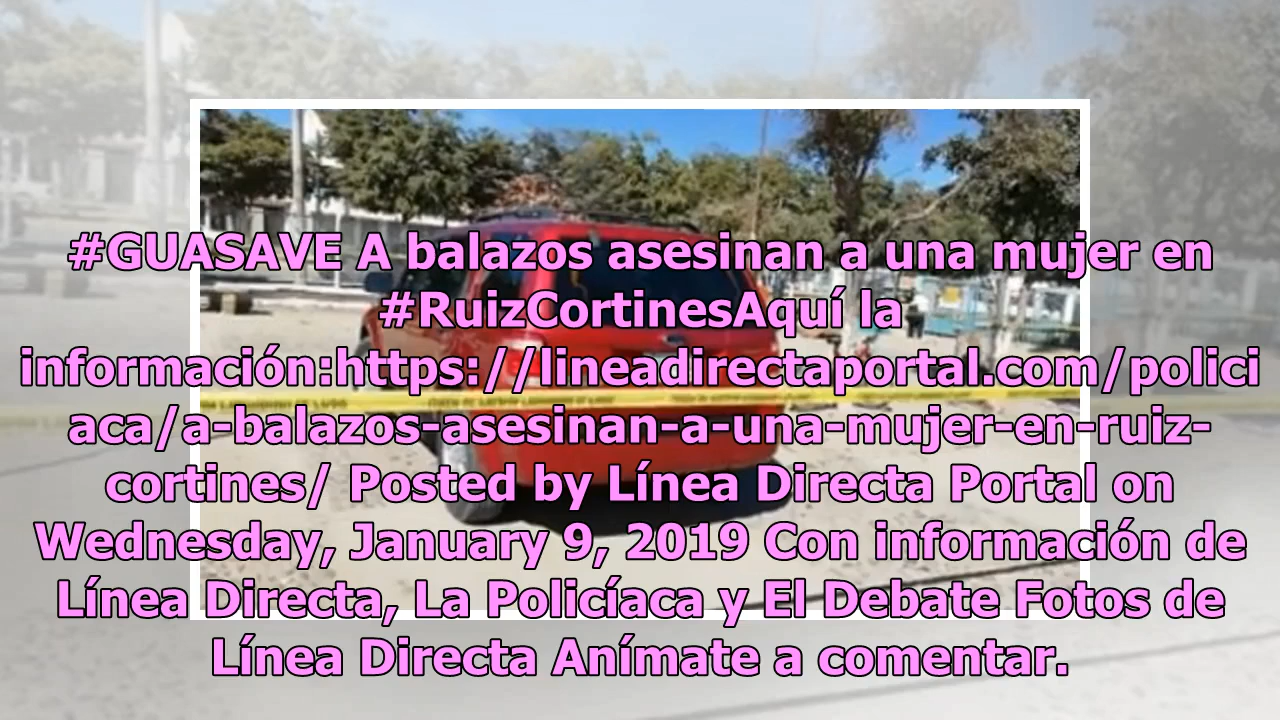 #GUASAVE A balazos asesinan a una mujer en
#RuizCortinesAquí la
información:https://lineadirectaportal.com/polici
aca/a-balazos-asesinan-a-una-mujer-en-ruiz-
cortines/ Posted by Línea Directa Portal on
Wednesday, January 9, 2019 Con información de
Línea Directa, La Policíaca y El Debate Fotos de
Línea Directa Anímate a comentar.